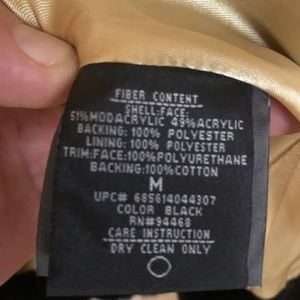 FIBER CONTENT
SHELL:FACE:
51%MODACRYLIC 49%ACRYLIC
BACKING: 100% POLYESTER
LINING: 100% POLYESTER
TRIM:FACE:100%POLYURETHANE
BACKING:100%COTTON
M
UPC# 685614044307
COLOR BLACK
RN#94468
CARE INSTRUCTION
DRY CLEAN ONLY